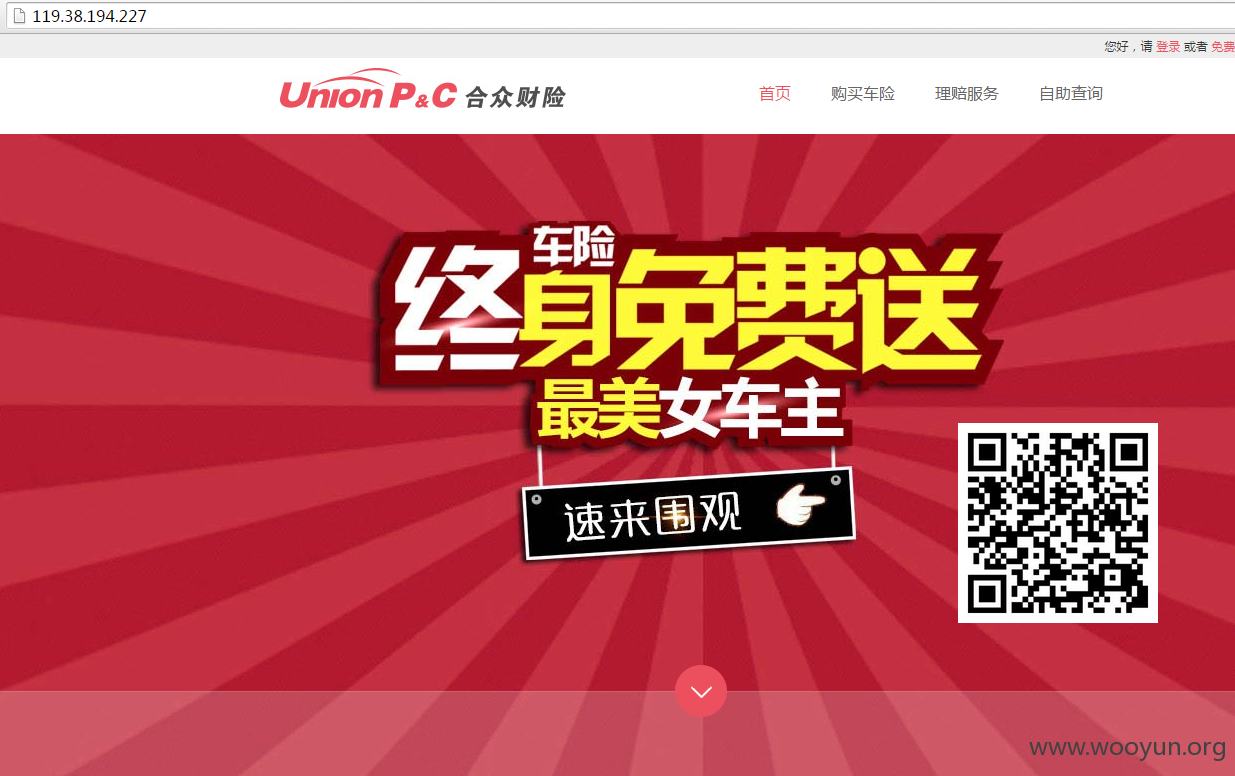 119.38.194.227
您好，请 登录 或者 免费
Union P&C 合众财险
首页 购买车险 理赔服务 自助查询
车险
终身免费送
最美女车主
速来围观
www.wooyun.org